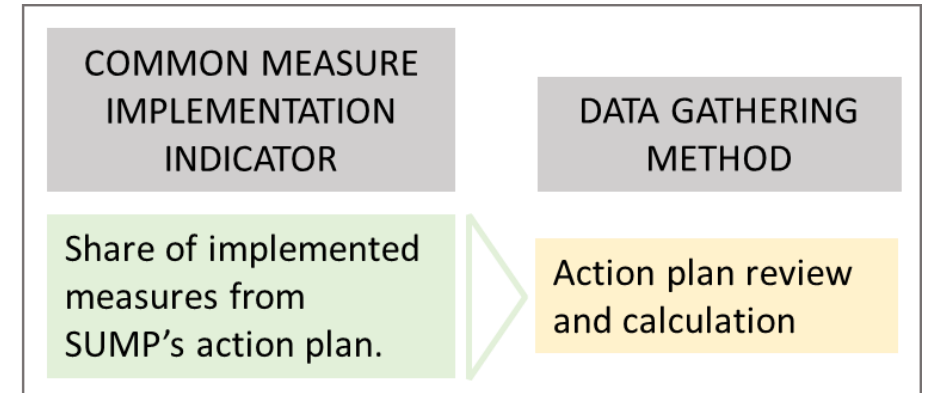 COMMON MEASURE
IMPLEMENTATION
INDICATOR
DATA GATHERING
METHOD
Share of implemented
measures from
SUMP’s action plan.
Action plan review
and calculation